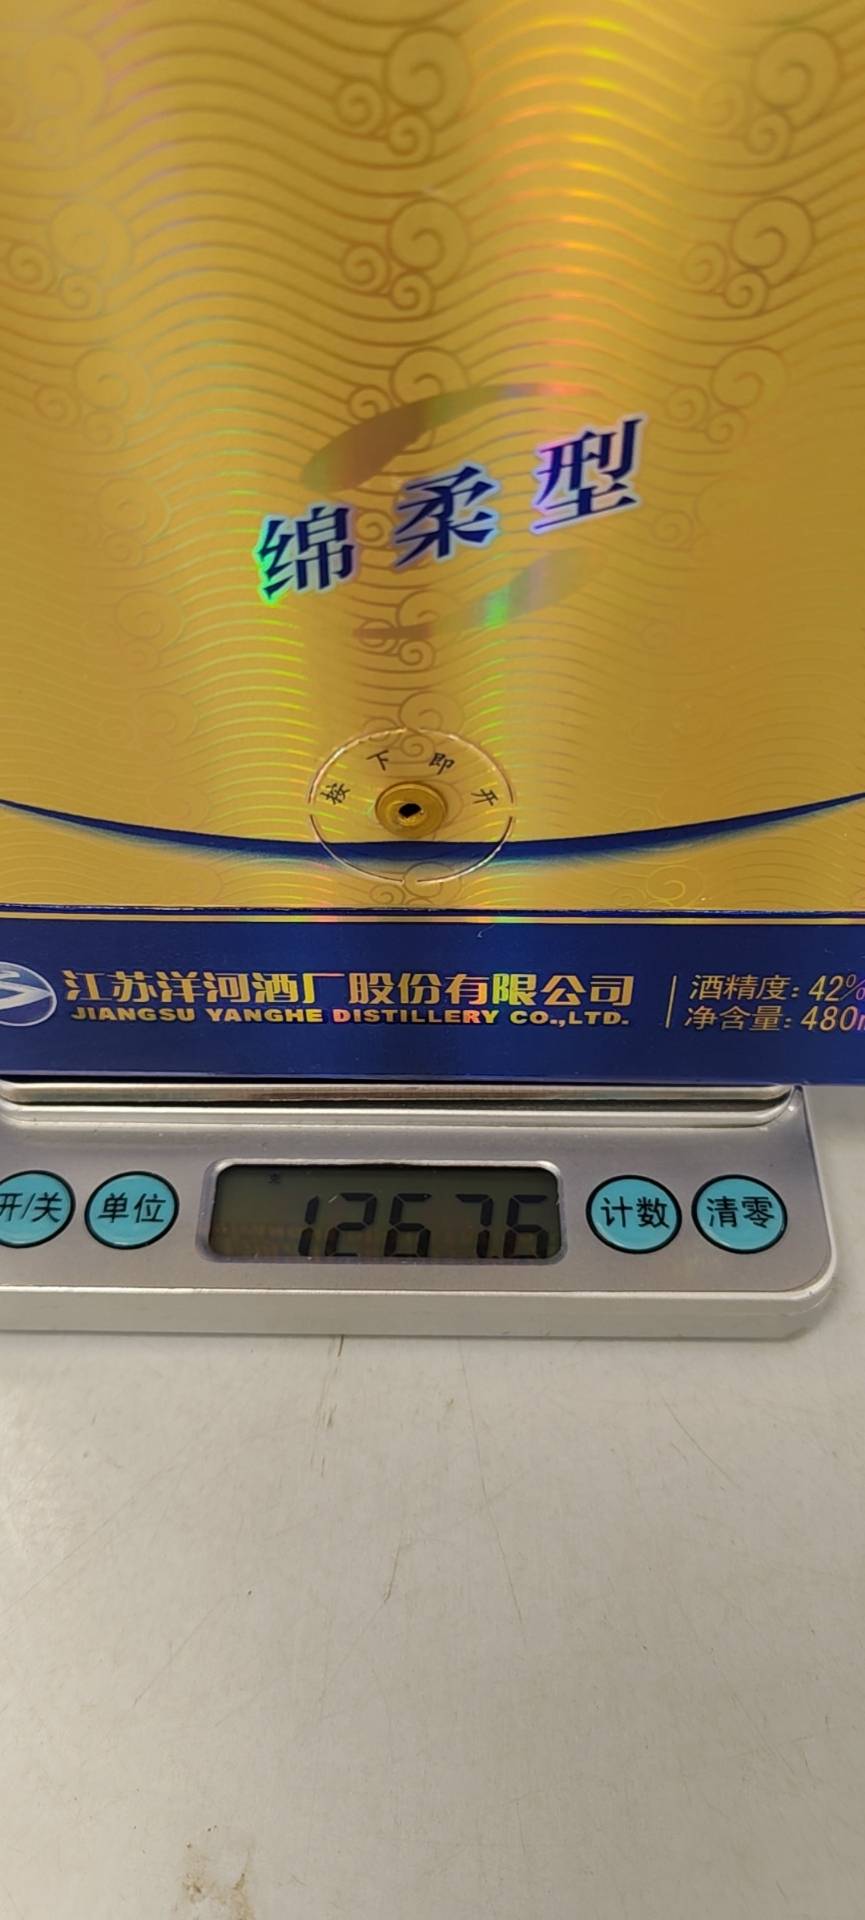 绵柔型
按下即开
江苏洋河酒厂股份有限公司
JIANGSU YANGHE DISTILLERY CO.,LTD.
酒精度:42%
净含量:480
开/关
单位
克
1267.6
计数
清零